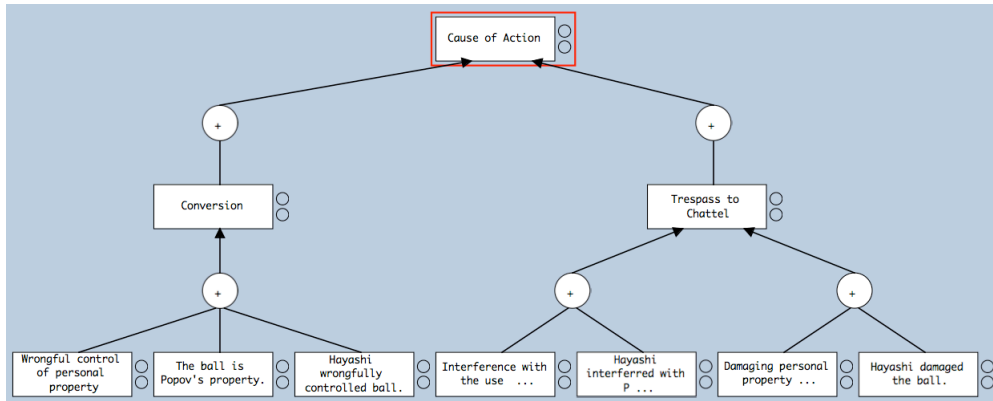 Cause of Action
+
+
Conversion
Trespass to
Chattel
+
+
+
Wrongful control
of personal
property
The ball is
Popov's property.
Hayashi
wrongfully
controlled ball.
Interference with
the use ...
Hayashi
interferred with
P ...
Damaging personal
property ...
Hayashi damaged
the ball.